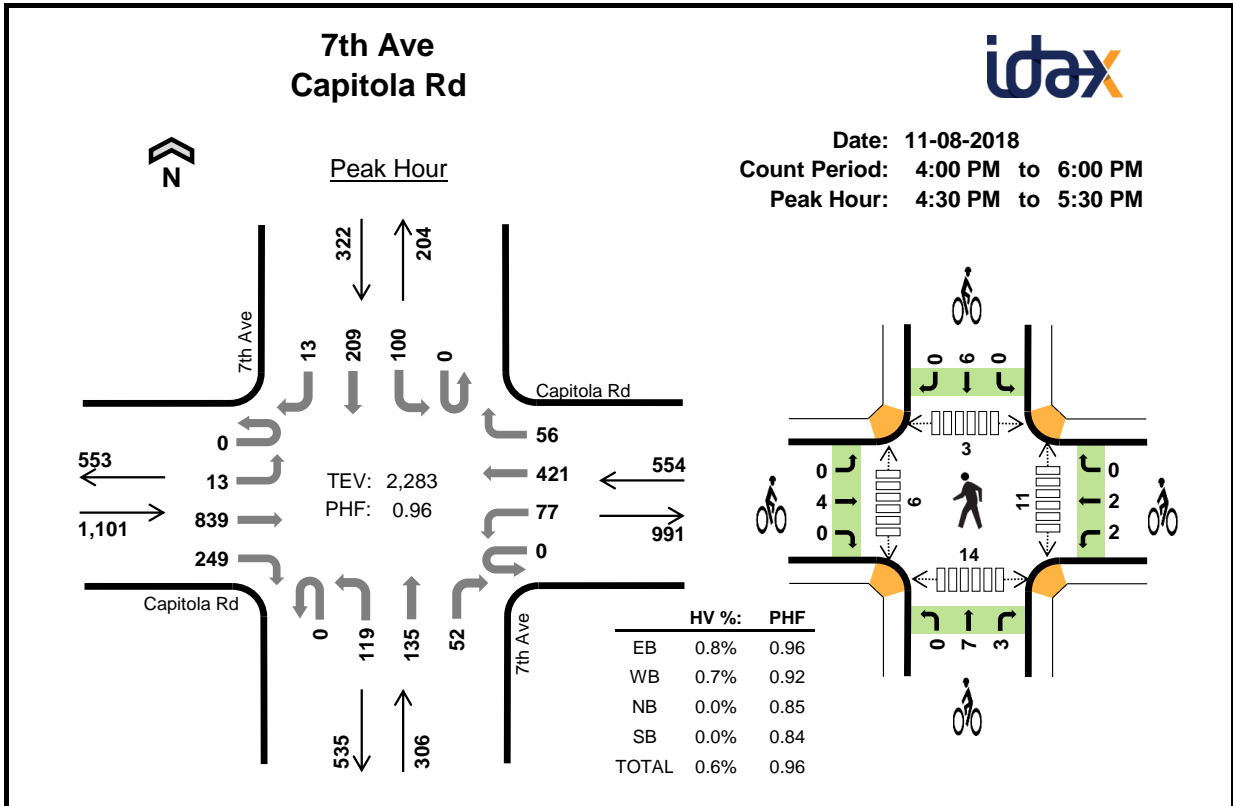 7th Ave
Capitola Rd
idax
N
Peak Hour
Date: 11-08-2018
Count Period: 4:00 PM to 6:00 PM
Peak Hour: 4:30 PM to 5:30 PM
322
204
7th Ave
13
209
100
0
Capitola Rd
0
13
839
249
553
1,101
TEV: 2,283
PHF: 0.96
56
421
77
0
554
991
Capitola Rd
0
119
135
52
7th Ave
535
306
HV %: PHF
EB 0.8% 0.96
WB 0.7% 0.92
NB 0.0% 0.85
SB 0.0% 0.84
TOTAL 0.6% 0.96
0 6 0
3
0
4
0
6
11
0
2
2
14
0 7 3